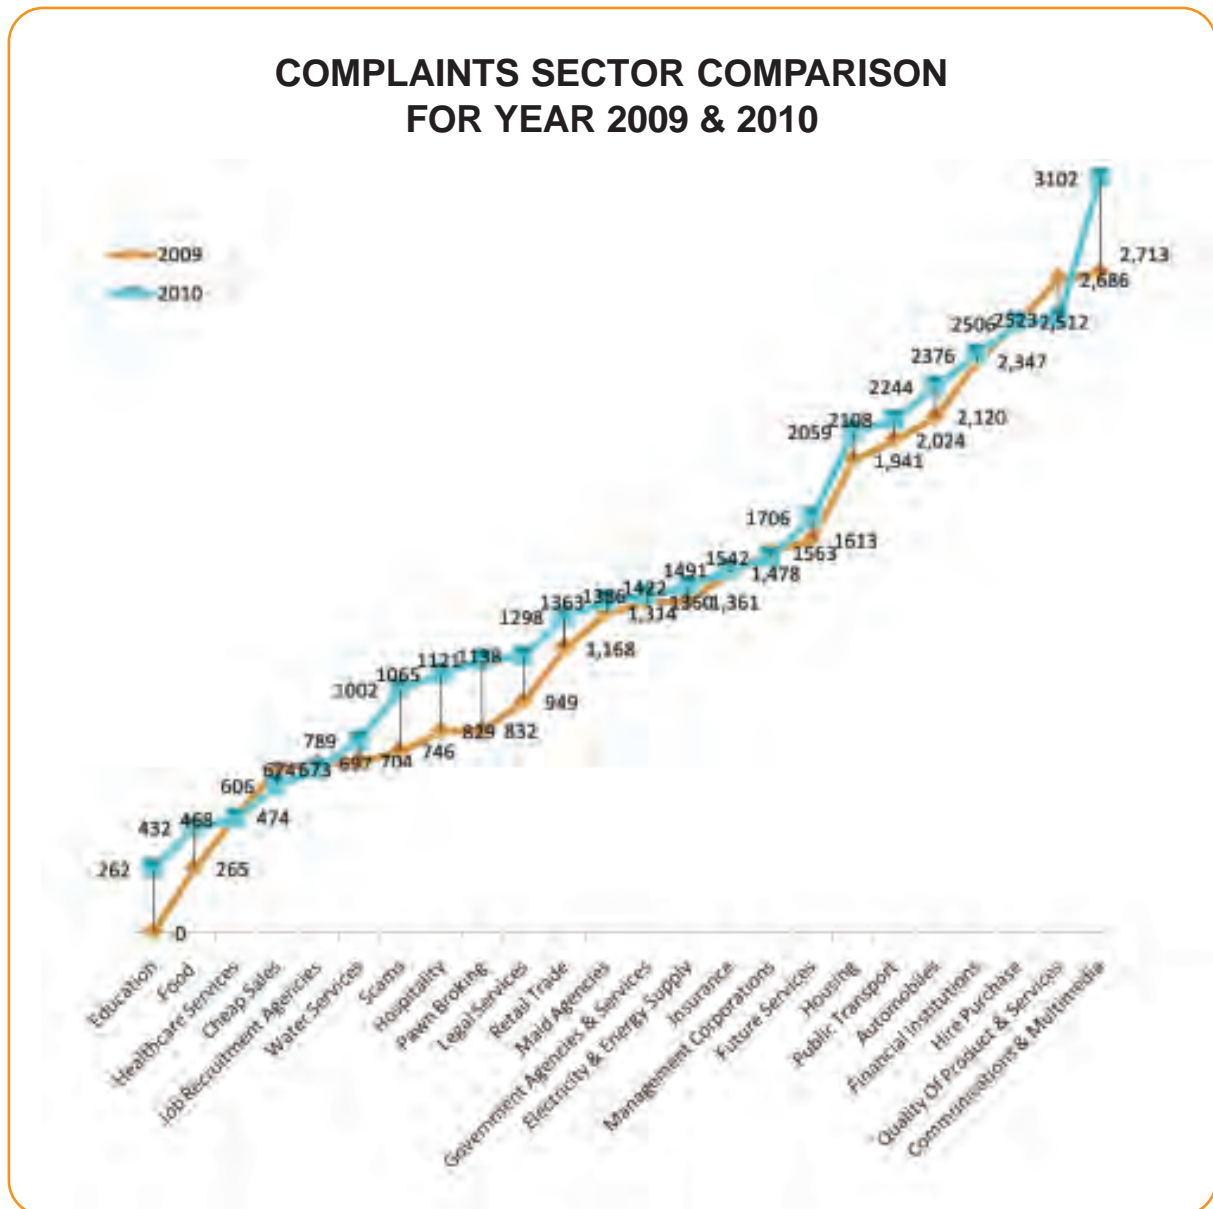 COMPLAINTS SECTOR COMPARISON
FOR YEAR 2009 & 2010
2009
2010
3102
2,713
2,686
2506
2523
2,512
2,347
2376
2244
2,120
2108
2059
2,024
1,941
1706
1613
1563
1542
1,478
1491
1422
1386
1363
1360
1,361
1,314
1298
1,168
1138
1121
1065
1002
949
832
829
746
704
697
789
673
674
606
474
468
432
265
262
0
Education
Food
Healthcare Services
Cheap Sales
Job Recruitment Agencies
Water Services
Scams
Hospitality
Pawn Broking
Legal Services
Retail Trade
Maid Agencies
Government Agencies & Services
Electricity & Energy Supply
Insurance
Management Corporations
Future Services
Housing
Public Transport
Automobiles
Financial Institutions
Hire Purchase
Quality Of Product & Services
Communications & Multimedia